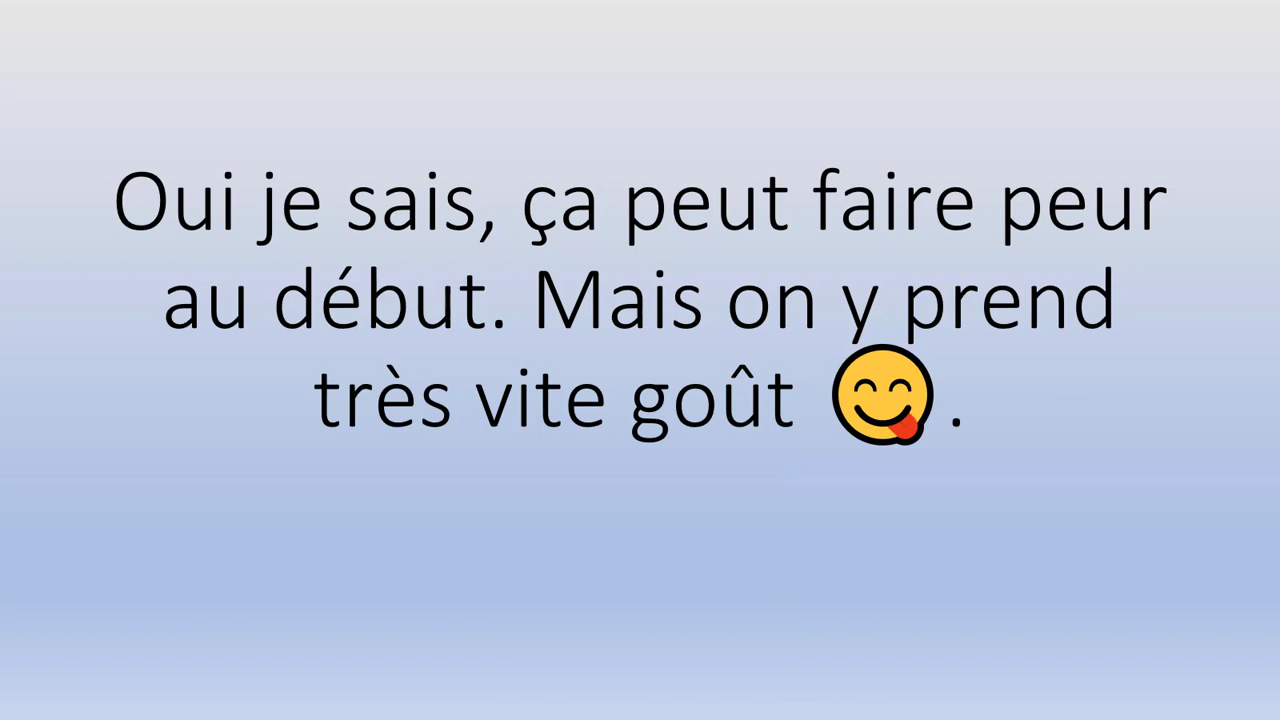 Oui je sais, ça peut faire peur
au début. Mais on y prend
très vite goût 😋.